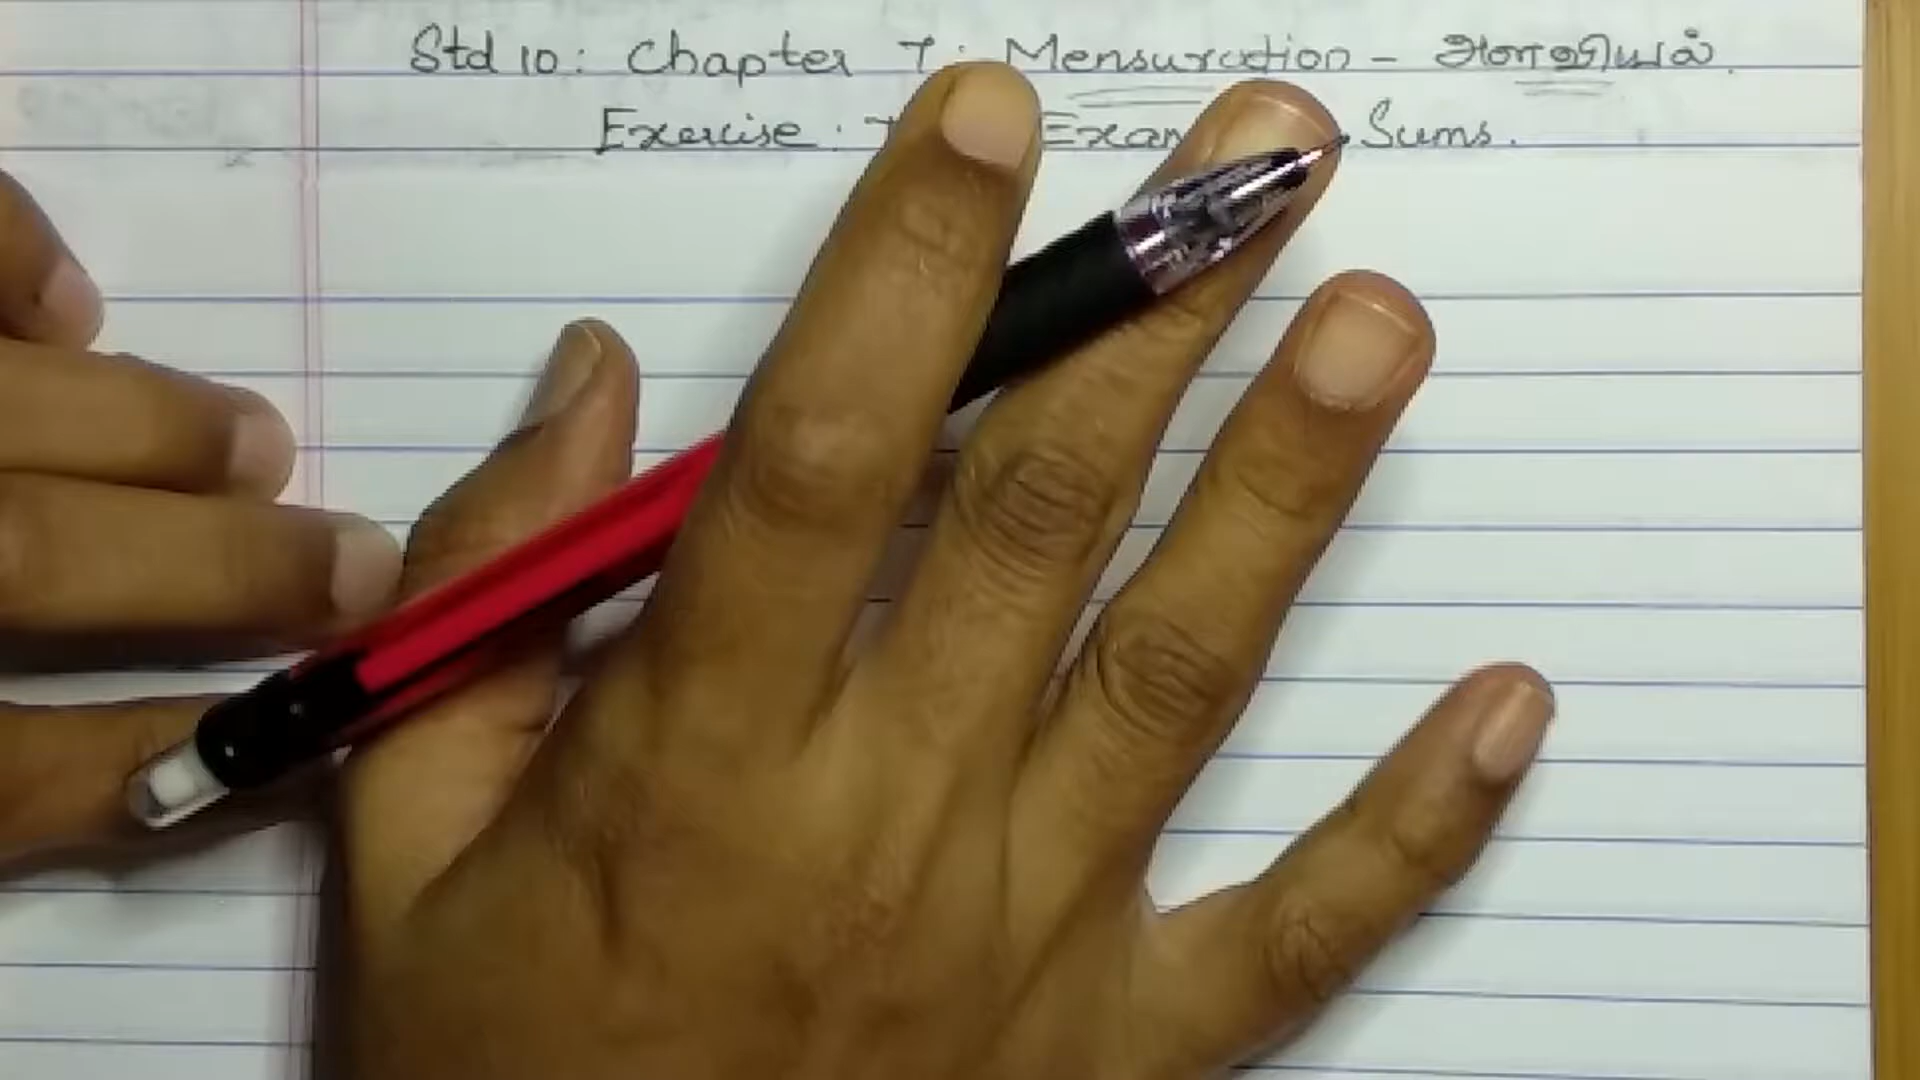 Std 10: Chapter 7: Mensuration - அளவியல்.
Exercise: Sums.